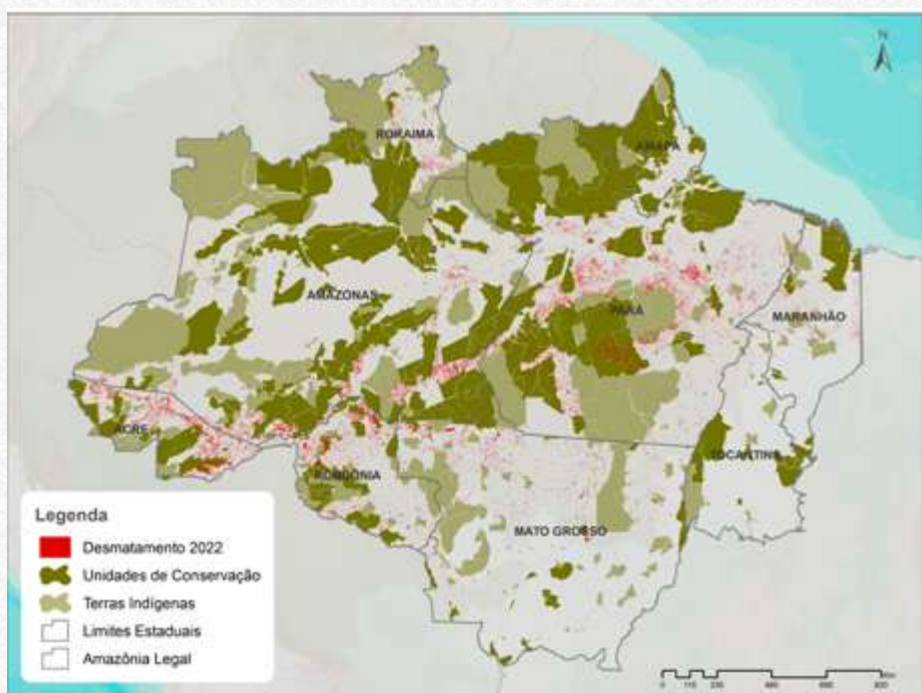 N
RORAIMA
AMAPÁ
AMAZONAS
PARÁ
MARANHÃO
ACRE
TOCANTINS
RONDÔNIA
MATO GROSSO
Legenda
Desmatamento 2022
Unidades de Conservação
Terras Indígenas
Limites Estaduais
Amazônia Legal
0